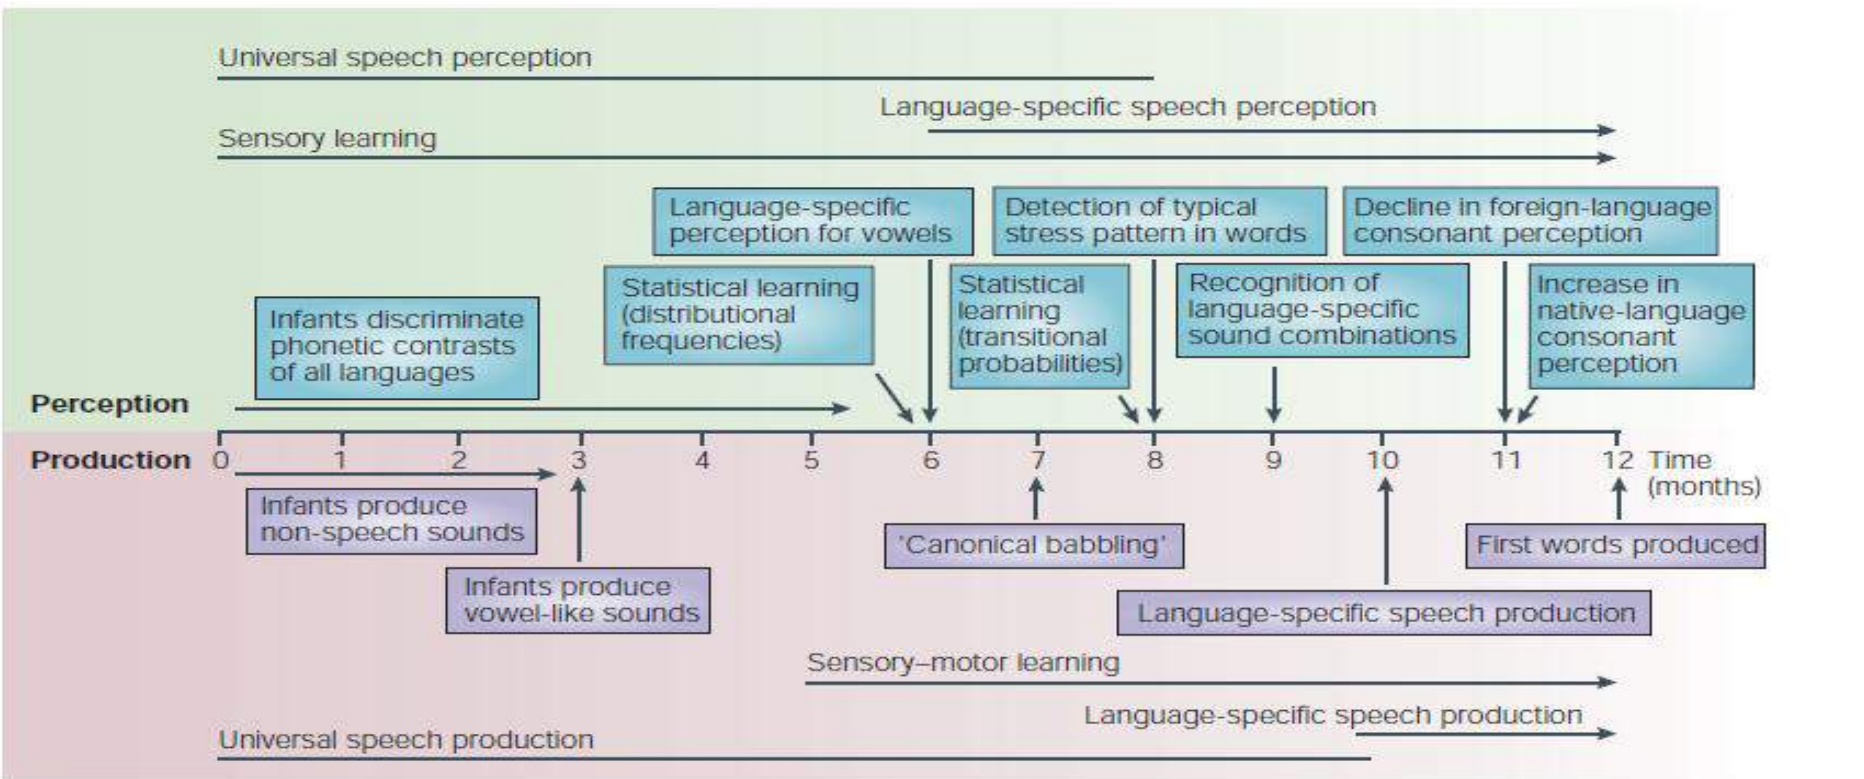 Universal speech perception
Language-specific speech perception
Sensory learning
Language-specific
perception for vowels
Detection of typical
stress pattern in words
Decline in foreign-language
consonant perception
Statistical learning
(distributional
frequencies)
Statistical
learning
(transitional
probabilities)
Recognition of
language-specific
sound combinations
Increase in
native-language
consonant
perception
Infants discriminate
phonetic contrasts
of all languages
Perception
Production
0 1 2 3 4 5 6 7 8 9 10 11 12 Time
(months)
Infants produce
non-speech sounds
Infants produce
vowel-like sounds
'Canonical babbling'
First words produced
Language-specific speech production
Sensory–motor learning
Language-specific speech production
Universal speech production